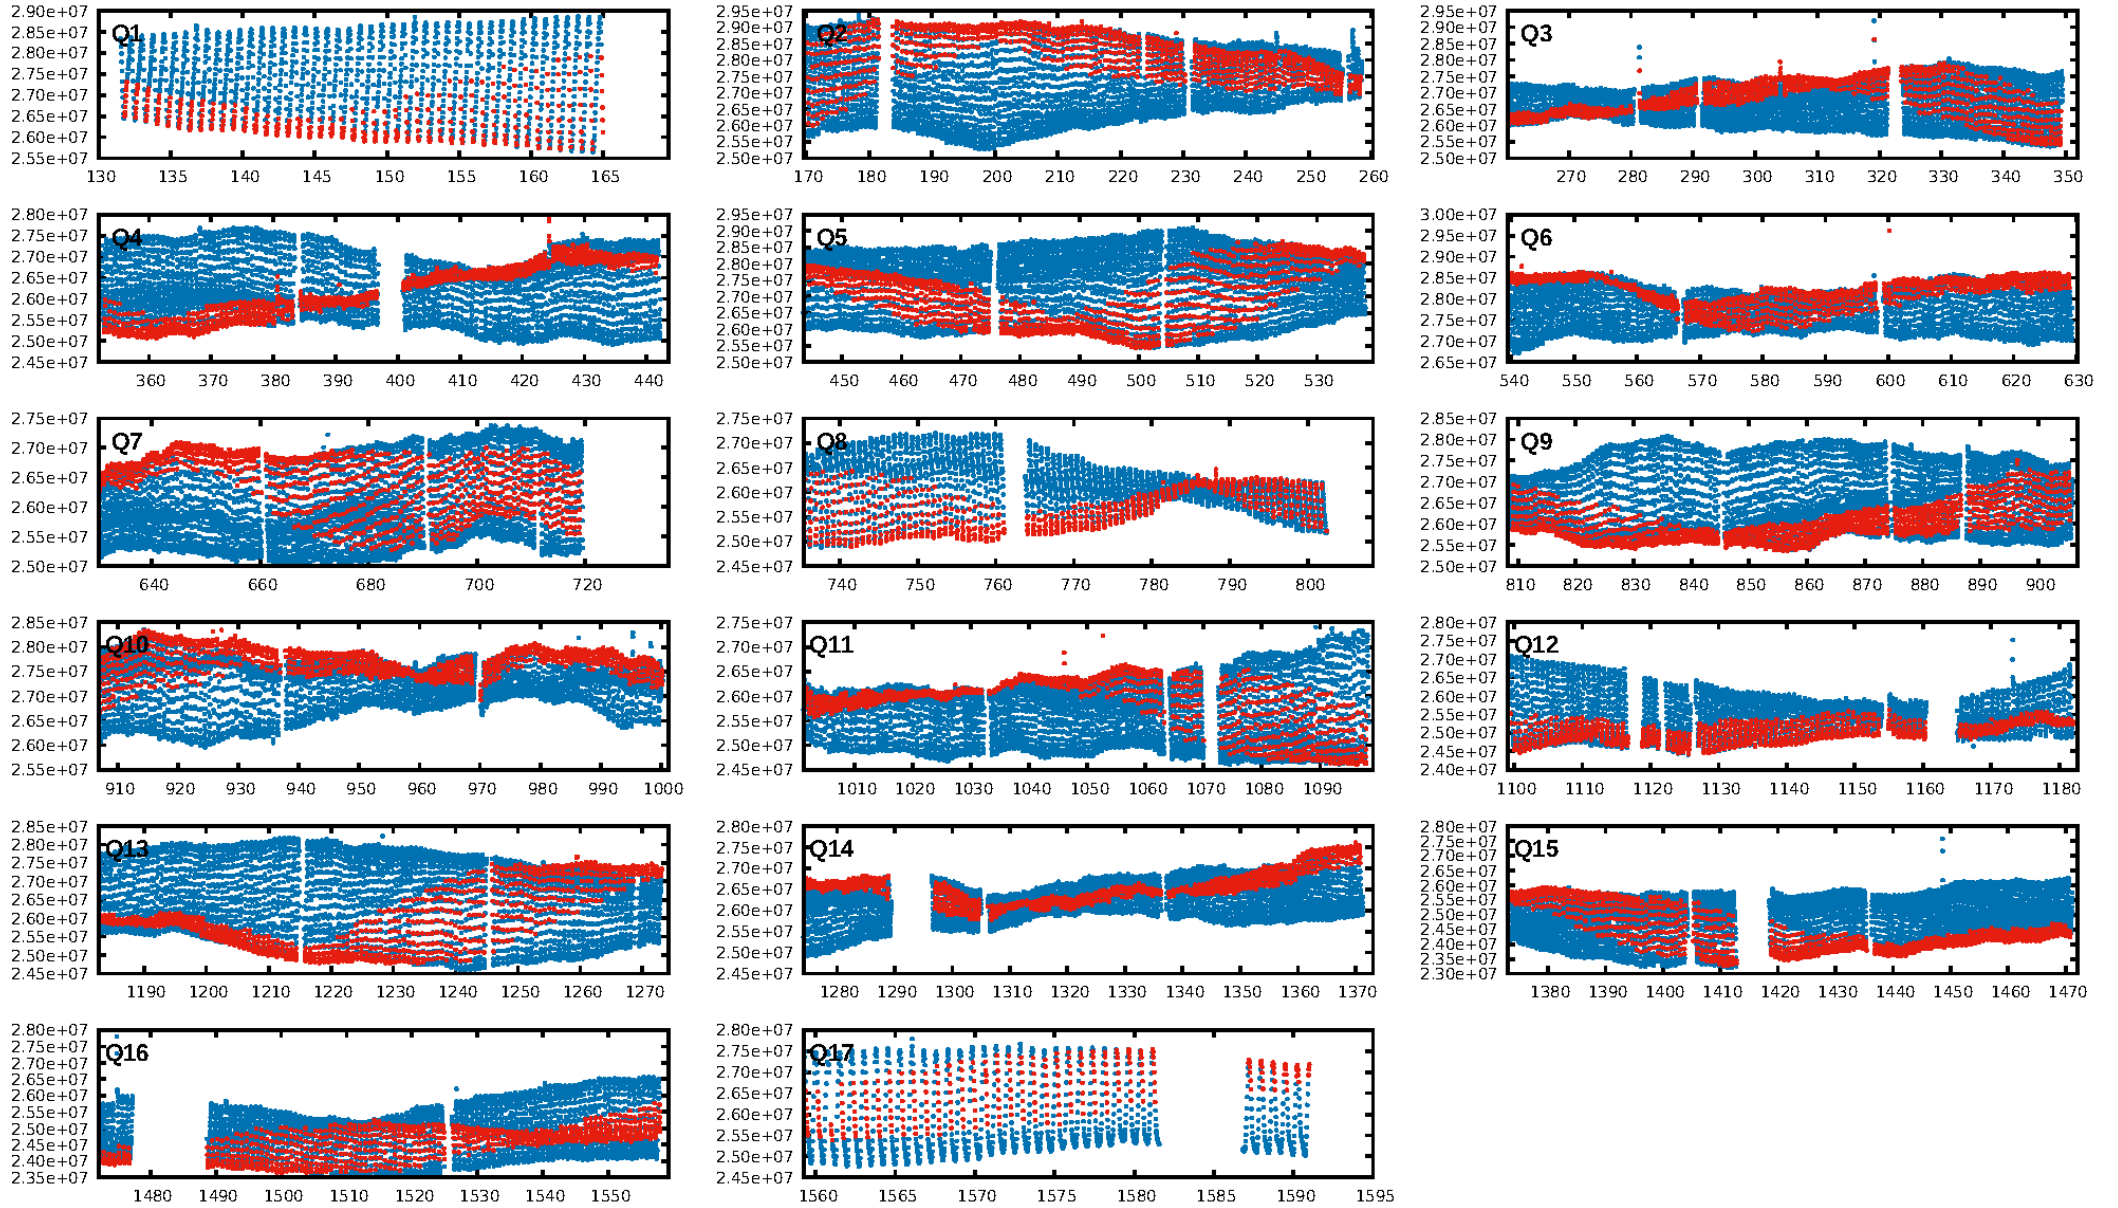 2.90e+07
2.85e+07
2.80e+07
2.75e+07
2.70e+07
2.65e+07
2.60e+07
2.55e+07
Q1
130 135 140 145 150 155 160 165
2.95e+07
2.90e+07
2.85e+07
2.80e+07
2.75e+07
2.70e+07
2.65e+07
2.60e+07
2.55e+07
2.50e+07
Q2
170 180 190 200 210 220 230 240 250 260
2.95e+07
2.90e+07
2.85e+07
2.80e+07
2.75e+07
2.70e+07
2.65e+07
2.60e+07
2.55e+07
2.50e+07
Q3
270 280 290 300 310 320 330 340 350
2.80e+07
2.75e+07
2.70e+07
2.65e+07
2.60e+07
2.55e+07
2.50e+07
2.45e+07
Q4
360 370 380 390 400 410 420 430 440
2.95e+07
2.90e+07
2.85e+07
2.80e+07
2.75e+07
2.70e+07
2.65e+07
2.60e+07
2.55e+07
2.50e+07
Q5
450 460 470 480 490 500 510 520 530
3.00e+07
2.95e+07
2.90e+07
2.85e+07
2.80e+07
2.75e+07
2.70e+07
2.65e+07
Q6
540 550 560 570 580 590 600 610 620 630
2.75e+07
2.70e+07
2.65e+07
2.60e+07
2.55e+07
2.50e+07
Q7
640 660 680 700 720
2.75e+07
2.70e+07
2.65e+07
2.60e+07
2.55e+07
2.50e+07
2.45e+07
Q8
740 750 760 770 780 790 800
2.85e+07
2.80e+07
2.75e+07
2.70e+07
2.65e+07
2.60e+07
2.55e+07
2.50e+07
Q9
810 820 830 840 850 860 870 880 890 900
2.85e+07
2.80e+07
2.75e+07
2.70e+07
2.65e+07
2.60e+07
2.55e+07
Q10
910 920 930 940 950 960 970 980 990 1000
2.75e+07
2.70e+07
2.65e+07
2.60e+07
2.55e+07
2.50e+07
2.45e+07
Q11
1010 1020 1030 1040 1050 1060 1070 1080 1090
2.80e+07
2.75e+07
2.70e+07
2.65e+07
2.60e+07
2.55e+07
2.50e+07
2.45e+07
2.40e+07
Q12
1100 1110 1120 1130 1140 1150 1160 1170 1180
2.85e+07
2.80e+07
2.75e+07
2.70e+07
2.65e+07
2.60e+07
2.55e+07
2.50e+07
2.45e+07
Q13
1190 1200 1210 1220 1230 1240 1250 1260 1270
2.80e+07
2.75e+07
2.70e+07
2.65e+07
2.60e+07
2.55e+07
2.50e+07
2.45e+07
Q14
1280 1290 1300 1310 1320 1330 1340 1350 1360 1370
2.80e+07
2.75e+07
2.70e+07
2.65e+07
2.60e+07
2.55e+07
2.50e+07
2.45e+07
2.40e+07
2.35e+07
2.30e+07
Q15
1380 1390 1400 1410 1420 1430 1440 1450 1460 1470
2.80e+07
2.75e+07
2.70e+07
2.65e+07
2.60e+07
2.55e+07
2.50e+07
2.45e+07
2.40e+07
2.35e+07
Q16
1480 1490 1500 1510 1520 1530 1540 1550
2.80e+07
2.75e+07
2.70e+07
2.65e+07
2.60e+07
2.55e+07
2.50e+07
2.45e+07
Q17
1560 1565 1570 1575 1580 1585 1590 1595